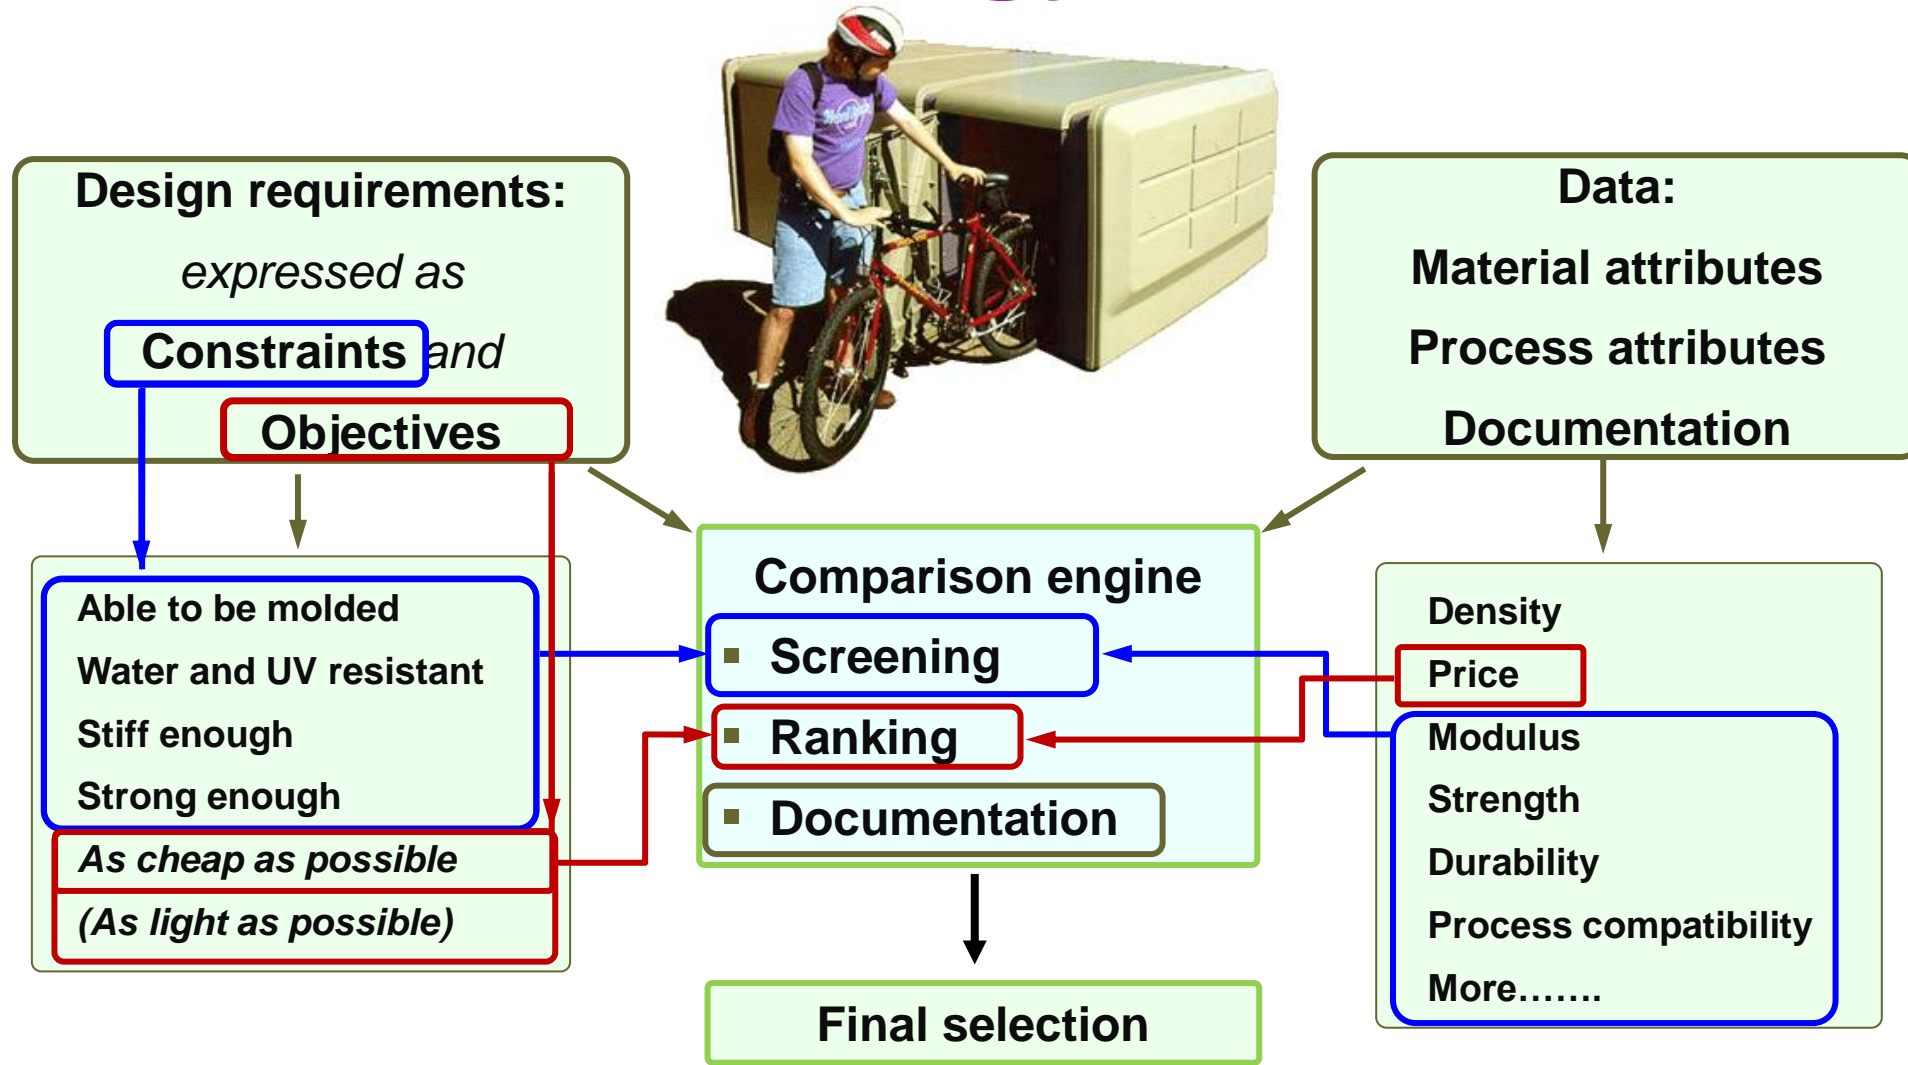 Design requirements:
expressed as
Constraints and
Objectives
Data:
Material attributes
Process attributes
Documentation
Able to be molded
Water and UV resistant
Stiff enough
Strong enough
As cheap as possible
(As light as possible)
Comparison engine
▪ Screening
▪ Ranking
▪ Documentation
Final selection
Density
Price
Modulus
Strength
Durability
Process compatibility
More.......